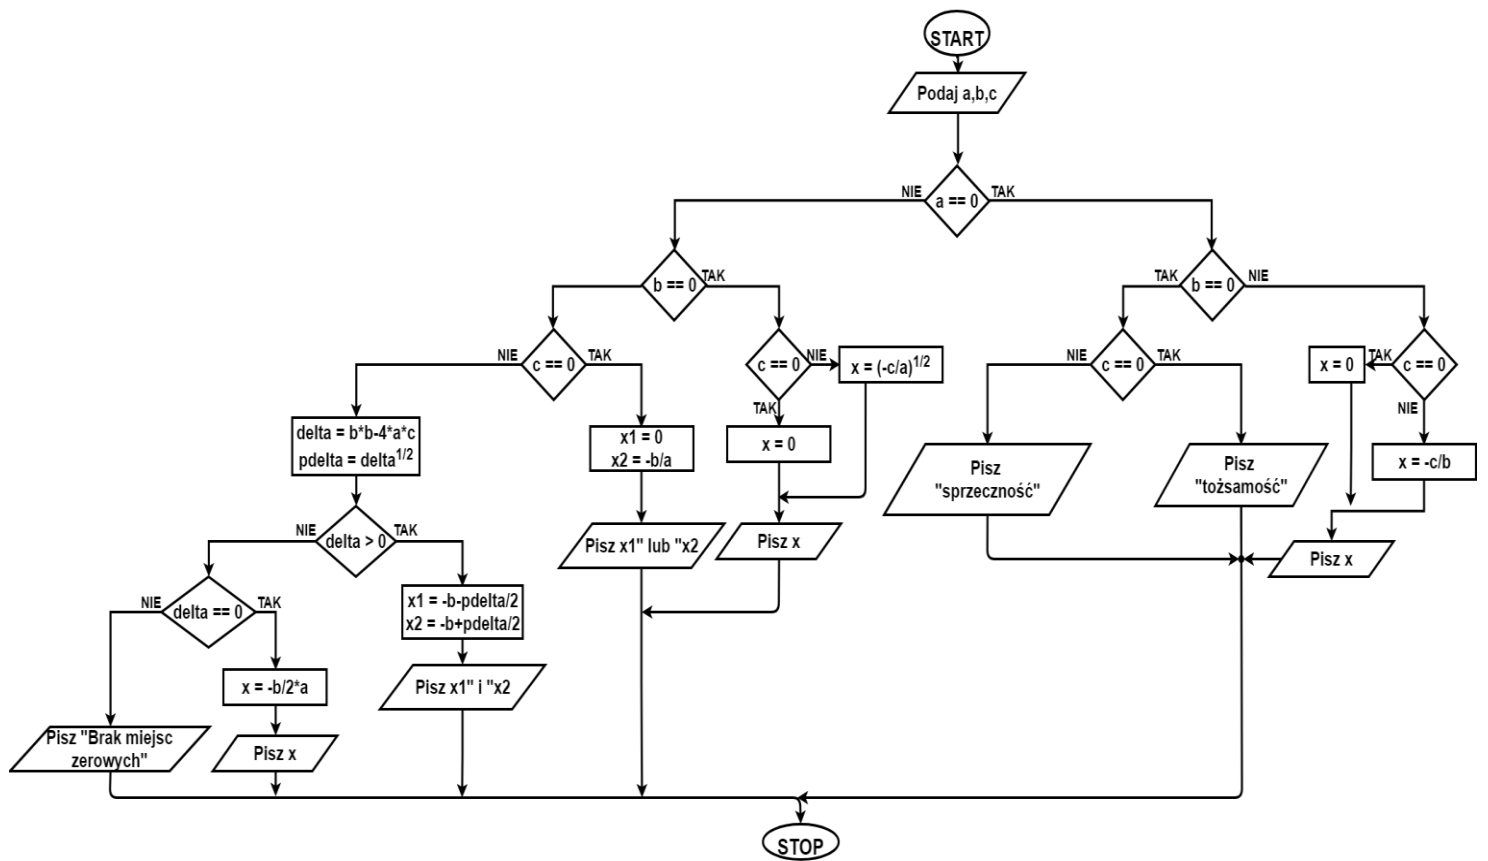 START
Podaj a,b,c
NIE
TAK
a == 0
TAK
b == 0
TAK
NIE
b == 0
NIE
TAK
c == 0
NIE
c == 0
x = (-c/a)1/2
NIE
TAK
c == 0
x = 0
TAK
c == 0
TAK
NIE
delta = b*b-4*a*c
pdelta = delta1/2
x1 = 0
x2 = -b/a
x = 0
Pisz
"sprzeczność"
Pisz
"tożsamość"
x = -c/b
NIE
TAK
delta > 0
Pisz x1" lub "x2
Pisz x
Pisz x
NIE
TAK
delta == 0
x1 = -b-pdelta/2
x2 = -b+pdelta/2
x = -b/2*a
Pisz x1" i "x2
Pisz "Brak miejsc
zerowych"
Pisz x
STOP